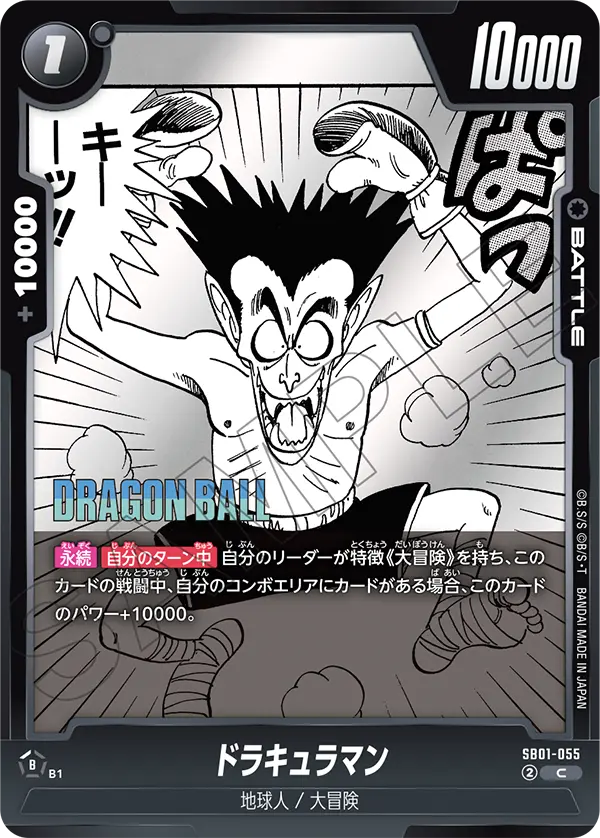 1
10000
キーーッ!!
ぱっ
+10000
BATTLE
SAMPLE
DRAGON BALL
永続 自分のターン中 自分のリーダーが特徴《大冒険》を持ち、この
カードの戦闘中、自分のコンボエリアにカードがある場合、このカード
のパワー+10000。
©B.S/S ©B/S・T BANDAI MADE IN JAPAN
ドラキュラマン
SB01-055
B B1
② C
地球人 / 大冒険